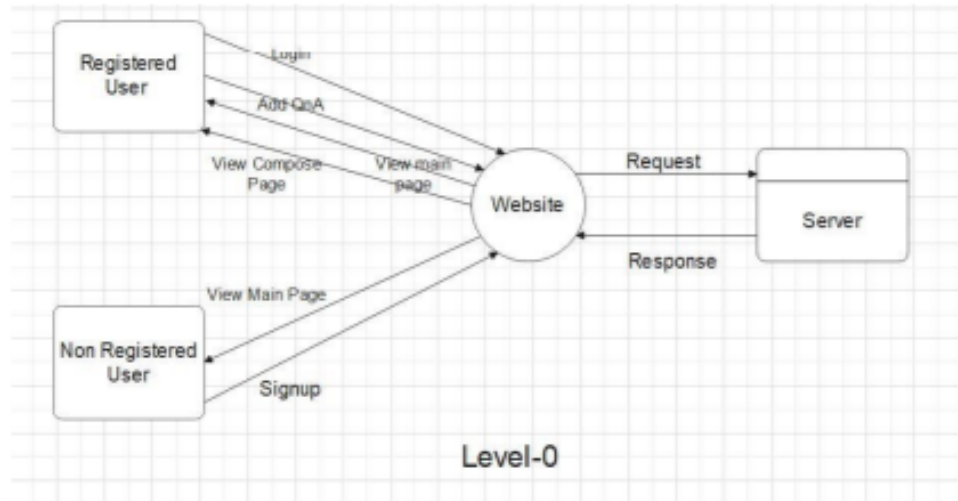 Registered
User
Login
Add QnA
View Compose
Page
View main
page
Website
Request
Response
Server
View Main Page
Non Registered
User
Signup
Level-0